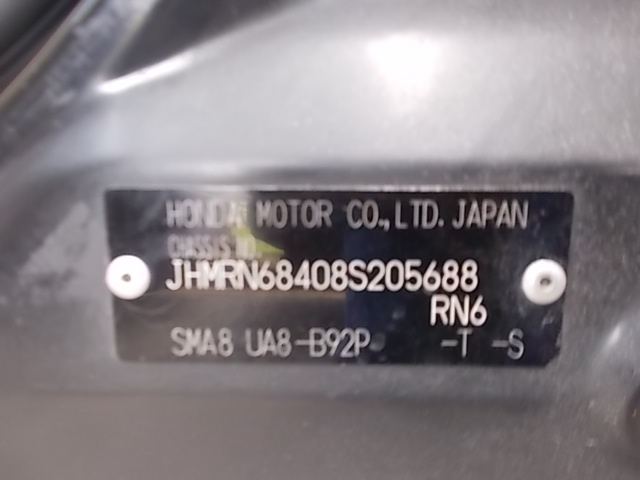 HONDA MOTOR CO.,LTD. JAPAN
CHASSIS NO.
JHMRN68408S205688
RN6
SMA8 UA8-B92P -T -S